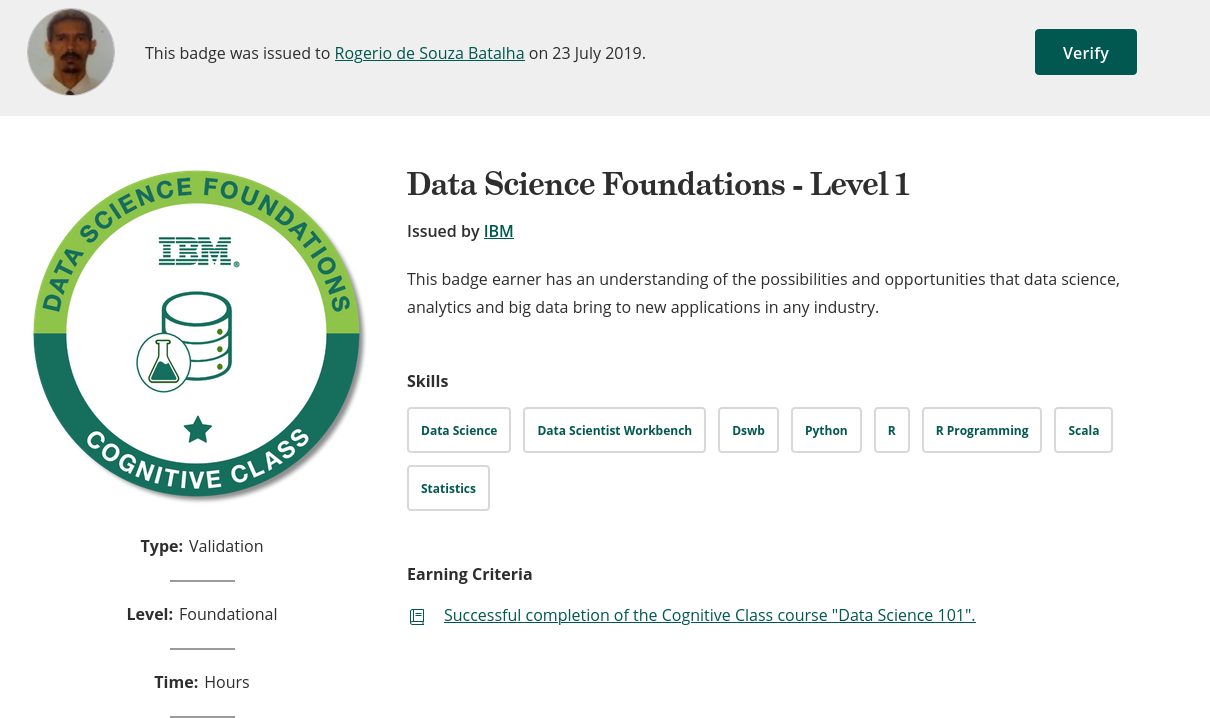 This badge was issued to Rogerio de Souza Batalha on 23 July 2019.
Verify
DATA SCIENCE FOUNDATIONS
IBM®
COGNITIVE CLASS
Type: Validation
Level: Foundational
Time: Hours
Data Science Foundations - Level 1
Issued by IBM
This badge earner has an understanding of the possibilities and opportunities that data science,
analytics and big data bring to new applications in any industry.
Skills
Data Science Data Scientist Workbench Dswb Python R R Programming Scala
Statistics
Earning Criteria
Successful completion of the Cognitive Class course "Data Science 101".